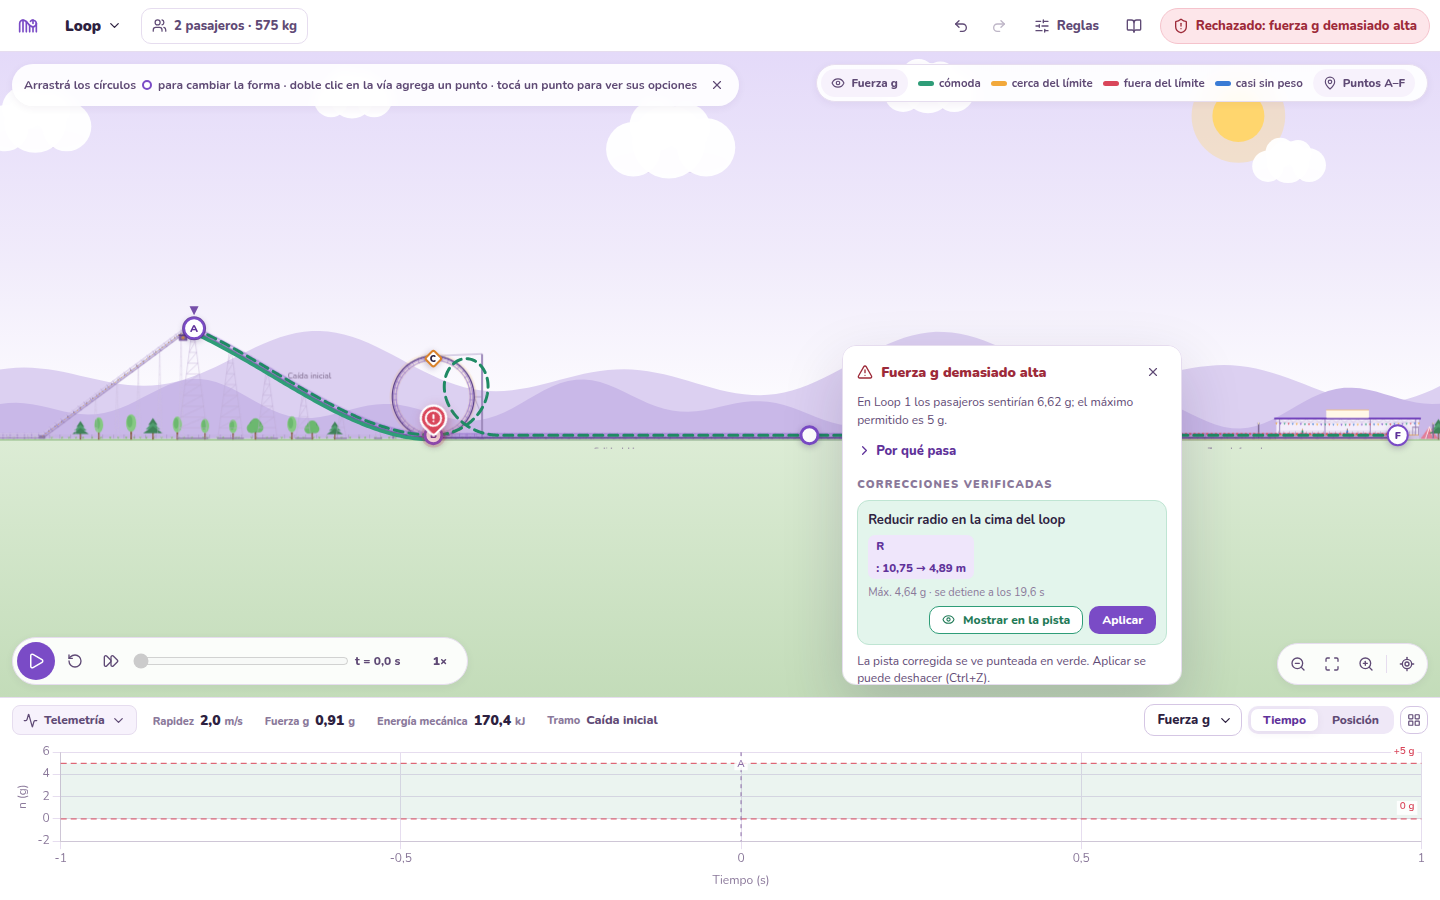 Loop
2 pasajeros · 575 kg
Reglas
Rechazado: fuerza g demasiado alta
Arrastrá los círculos para cambiar la forma · doble clic en la vía agrega un punto · tocá un punto para ver sus opciones
Fuerza g
cómoda
cerca del límite
fuera del límite
casi sin peso
Puntos A–F
A
Caída inicial
C
F
Fuerza g demasiado alta
En Loop 1 los pasajeros sentirían 6,62 g; el máximo
permitido es 5 g.
Por qué pasa
CORRECCIONES VERIFICADAS
Reducir radio en la cima del loop
R
: 10,75 → 4,89 m
Máx. 4,64 g · se detiene a los 19,6 s
Mostrar en la pista
Aplicar
La pista corregida se ve punteada en verde. Aplicar se
puede deshacer (Ctrl+Z).
t = 0,0 s
1×
Telemetría
Rapidez 2,0 m/s
Fuerza g 0,91 g
Energía mecánica 170,4 kJ
Tramo Caída inicial
Fuerza g
Tiempo
Posición
n (g)
6
4
2
0
-2
A
+5 g
0 g
-1
-0,5
0
0,5
1
Tiempo (s)